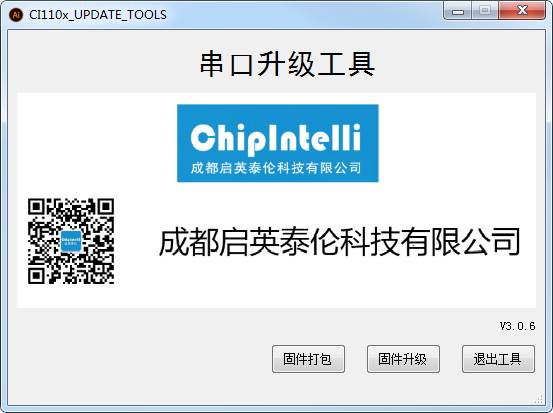 CI110x_UPDATE_TOOLS
串口升级工具
ChipIntelli
成都启英泰伦科技有限公司
成都启英泰伦科技有限公司
V3.0.6
固件打包 固件升级 退出工具